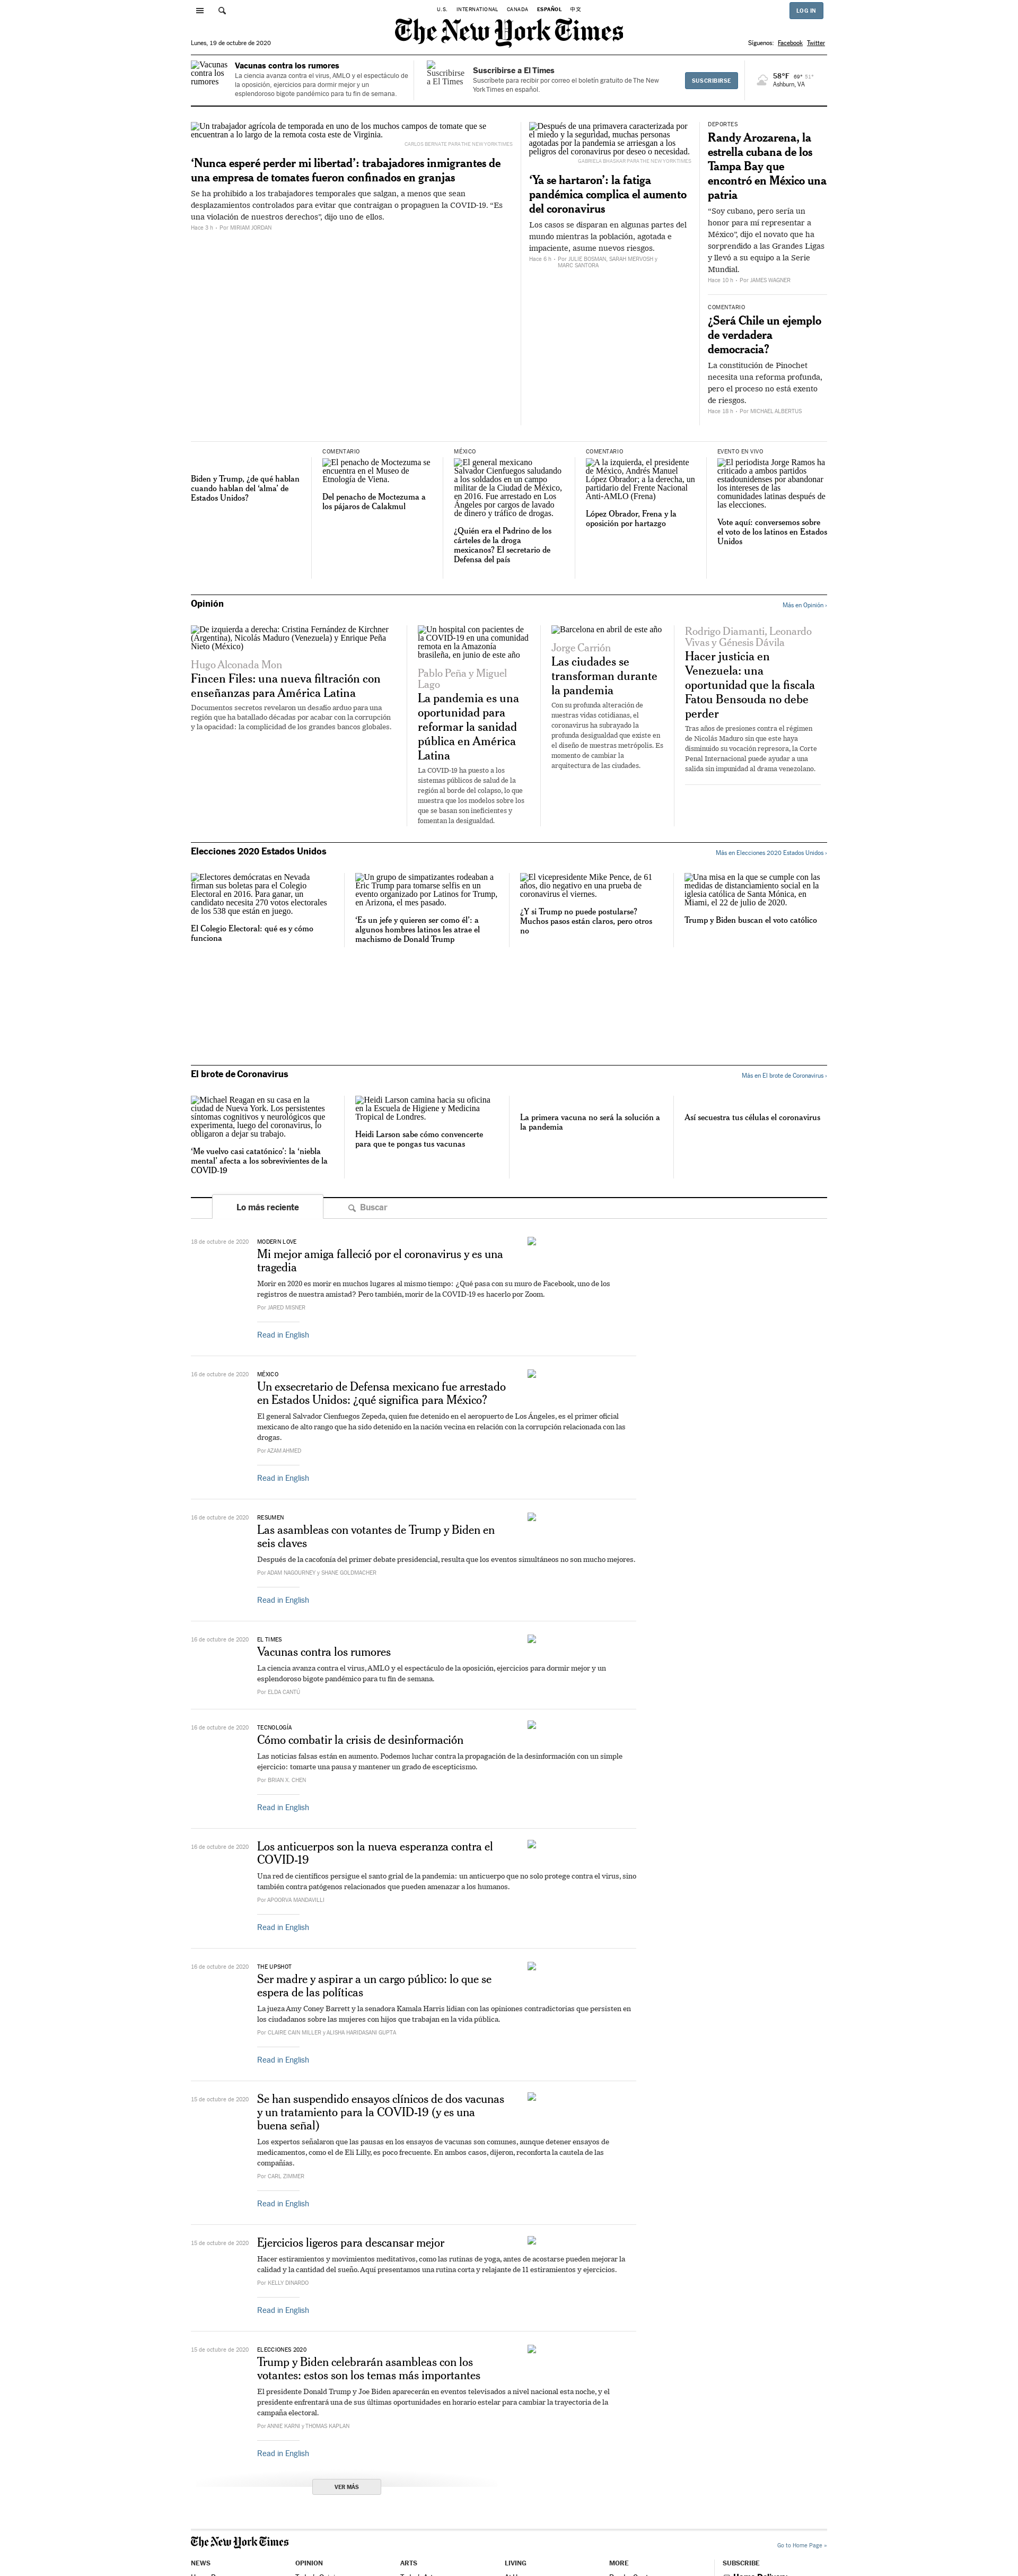 U.S. INTERNATIONAL CANADA ESPAÑOL 中文
LOG IN
The New York Times
Lunes, 19 de octubre de 2020
Síguenos: Facebook Twitter
Vacunas contra los rumores
Vacunas contra los rumores
La ciencia avanza contra el virus, AMLO y el espectáculo de
la oposición, ejercicios para dormir mejor y un
esplendoroso bigote pandémico para tu fin de semana.
Suscribirse a El Times
Suscribirse a El Times
Suscríbete para recibir por correo el boletín gratuito de The New
York Times en español.
SUSCRIBIRSE
58°F 69° 51°
Ashburn, VA
Un trabajador agrícola de temporada en uno de los muchos campos de tomate que se
encuentran a lo largo de la remota costa este de Virginia.
CARLOS BERNATE PARA THE NEW YORK TIMES
‘Nunca esperé perder mi libertad’: trabajadores inmigrantes de
una empresa de tomates fueron confinados en granjas
Se ha prohibido a los trabajadores temporales que salgan, a menos que sean
desplazamientos controlados para evitar que contraigan o propaguen la COVID-19. “Es
una violación de nuestros derechos”, dijo uno de ellos.
Hace 3 h • Por MIRIAM JORDAN
Después de una primavera caracterizada por
el miedo y la seguridad, muchas personas
agotadas por la pandemia se arriesgan a los
peligros del coronavirus por deseo o necesidad.
GABRIELA BHASKAR PARA THE NEW YORK TIMES
‘Ya se hartaron’: la fatiga
pandémica complica el aumento
del coronavirus
Los casos se disparan en algunas partes del
mundo mientras la población, agotada e
impaciente, asume nuevos riesgos.
Hace 6 h • Por JULIE BOSMAN, SARAH MERVOSH y
MARC SANTORA
DEPORTES
Randy Arozarena, la
estrella cubana de los
Tampa Bay que
encontró en México una
patria
“Soy cubano, pero sería un
honor para mí representar a
México”, dijo el novato que ha
sorprendido a las Grandes Ligas
y llevó a su equipo a la Serie
Mundial.
Hace 10 h • Por JAMES WAGNER
COMENTARIO
¿Será Chile un ejemplo
de verdadera
democracia?
La constitución de Pinochet
necesita una reforma profunda,
pero el proceso no está exento
de riesgos.
Hace 18 h • Por MICHAEL ALBERTUS
Biden y Trump, ¿de qué hablan
cuando hablan del ‘alma’ de
Estados Unidos?
COMENTARIO
El penacho de Moctezuma se
encuentra en el Museo de
Etnología de Viena.
Del penacho de Moctezuma a
los pájaros de Calakmul
MÉXICO
El general mexicano
Salvador Cienfuegos saludando
a los soldados en un campo
militar de la Ciudad de México,
en 2016. Fue arrestado en Los
Ángeles por cargos de lavado
de dinero y tráfico de drogas.
¿Quién era el Padrino de los
cárteles de la droga
mexicanos? El secretario de
Defensa del país
COMENTARIO
A la izquierda, el presidente
de México, Andrés Manuel
López Obrador; a la derecha, un
partidario del Frente Nacional
Anti-AMLO (Frena)
López Obrador, Frena y la
oposición por hartazgo
EVENTO EN VIVO
El periodista Jorge Ramos ha
criticado a ambos partidos
estadounidenses por abandonar
los intereses de las
comunidades latinas después de
las elecciones.
Vote aquí: conversemos sobre
el voto de los latinos en Estados
Unidos
Opinión
Más en Opinión ›
De izquierda a derecha: Cristina Fernández de Kirchner
(Argentina), Nicolás Maduro (Venezuela) y Enrique Peña
Nieto (México)
Hugo Alconada Mon
Fincen Files: una nueva filtración con
enseñanzas para América Latina
Documentos secretos revelaron un desafío arduo para una
región que ha batallado décadas por acabar con la corrupción
y la opacidad: la complicidad de los grandes bancos globales.
Un hospital con pacientes de
la COVID-19 en una comunidad
remota en la Amazonía
brasileña, en junio de este año
Pablo Peña y Miguel
Lago
La pandemia es una
oportunidad para
reformar la sanidad
pública en América
Latina
La COVID-19 ha puesto a los
sistemas públicos de salud de la
región al borde del colapso, lo que
muestra que los modelos sobre los
que se basan son ineficientes y
fomentan la desigualdad.
Barcelona en abril de este año
Jorge Carrión
Las ciudades se
transforman durante
la pandemia
Con su profunda alteración de
nuestras vidas cotidianas, el
coronavirus ha subrayado la
profunda desigualdad que existe en
el diseño de nuestras metrópolis. Es
momento de cambiar la
arquitectura de las ciudades.
Rodrigo Diamanti, Leonardo
Vivas y Génesis Dávila
Hacer justicia en
Venezuela: una
oportunidad que la fiscala
Fatou Bensouda no debe
perder
Tras años de presiones contra el régimen
de Nicolás Maduro sin que este haya
disminuido su vocación represora, la Corte
Penal Internacional puede ayudar a una
salida sin impunidad al drama venezolano.
Elecciones 2020 Estados Unidos
Más en Elecciones 2020 Estados Unidos ›
Electores demócratas en Nevada
firman sus boletas para el Colegio
Electoral en 2016. Para ganar, un
candidato necesita 270 votos electorales
de los 538 que están en juego.
El Colegio Electoral: qué es y cómo
funciona
Un grupo de simpatizantes rodeaban a
Eric Trump para tomarse selfis en un
evento organizado por Latinos for Trump,
en Arizona, el mes pasado.
‘Es un jefe y quieren ser como él’: a
algunos hombres latinos les atrae el
machismo de Donald Trump
El vicepresidente Mike Pence, de 61
años, dio negativo en una prueba de
coronavirus el viernes.
¿Y si Trump no puede postularse?
Muchos pasos están claros, pero otros
no
Una misa en la que se cumple con las
medidas de distanciamiento social en la
iglesia católica de Santa Mónica, en
Miami, el 22 de julio de 2020.
Trump y Biden buscan el voto católico
El brote de Coronavirus
Más en El brote de Coronavirus ›
Michael Reagan en su casa en la
ciudad de Nueva York. Los persistentes
síntomas cognitivos y neurológicos que
experimenta, luego del coronavirus, lo
obligaron a dejar su trabajo.
‘Me vuelvo casi catatónico’: la ‘niebla
mental’ afecta a los sobrevivientes de la
COVID-19
Heidi Larson camina hacia su oficina
en la Escuela de Higiene y Medicina
Tropical de Londres.
Heidi Larson sabe cómo convencerte
para que te pongas tus vacunas
La primera vacuna no será la solución a
la pandemia
Así secuestra tus células el coronavirus
Lo más reciente
Buscar
18 de octubre de 2020
MODERN LOVE
Mi mejor amiga falleció por el coronavirus y es una
tragedia
Morir en 2020 es morir en muchos lugares al mismo tiempo: ¿Qué pasa con su muro de Facebook, uno de los
registros de nuestra amistad? Pero también, morir de la COVID-19 es hacerlo por Zoom.
Por JARED MISNER
Read in English
16 de octubre de 2020
MÉXICO
Un exsecretario de Defensa mexicano fue arrestado
en Estados Unidos: ¿qué significa para México?
El general Salvador Cienfuegos Zepeda, quien fue detenido en el aeropuerto de Los Ángeles, es el primer oficial
mexicano de alto rango que ha sido detenido en la nación vecina en relación con la corrupción relacionada con las
drogas.
Por AZAM AHMED
Read in English
16 de octubre de 2020
RESUMEN
Las asambleas con votantes de Trump y Biden en
seis claves
Después de la cacofonía del primer debate presidencial, resulta que los eventos simultáneos no son mucho mejores.
Por ADAM NAGOURNEY y SHANE GOLDMACHER
Read in English
16 de octubre de 2020
EL TIMES
Vacunas contra los rumores
La ciencia avanza contra el virus, AMLO y el espectáculo de la oposición, ejercicios para dormir mejor y un
esplendoroso bigote pandémico para tu fin de semana.
Por ELDA CANTÚ
16 de octubre de 2020
TECNOLOGÍA
Cómo combatir la crisis de desinformación
Las noticias falsas están en aumento. Podemos luchar contra la propagación de la desinformación con un simple
ejercicio: tomarte una pausa y mantener un grado de escepticismo.
Por BRIAN X. CHEN
Read in English
16 de octubre de 2020
Los anticuerpos son la nueva esperanza contra el
COVID-19
Una red de científicos persigue el santo grial de la pandemia: un anticuerpo que no solo protege contra el virus, sino
también contra patógenos relacionados que pueden amenazar a los humanos.
Por APOORVA MANDAVILLI
Read in English
16 de octubre de 2020
THE UPSHOT
Ser madre y aspirar a un cargo público: lo que se
espera de las políticas
La jueza Amy Coney Barrett y la senadora Kamala Harris lidian con las opiniones contradictorias que persisten en
los ciudadanos sobre las mujeres con hijos que trabajan en la vida pública.
Por CLAIRE CAIN MILLER y ALISHA HARIDASANI GUPTA
Read in English
15 de octubre de 2020
Se han suspendido ensayos clínicos de dos vacunas
y un tratamiento para la COVID-19 (y es una
buena señal)
Los expertos señalaron que las pausas en los ensayos de vacunas son comunes, aunque detener ensayos de
medicamentos, como el de Eli Lilly, es poco frecuente. En ambos casos, dijeron, reconforta la cautela de las
compañías.
Por CARL ZIMMER
Read in English
15 de octubre de 2020
Ejercicios ligeros para descansar mejor
Hacer estiramientos y movimientos meditativos, como las rutinas de yoga, antes de acostarse pueden mejorar la
calidad y la cantidad del sueño. Aquí presentamos una rutina corta y relajante de 11 estiramientos y ejercicios.
Por KELLY DINARDO
Read in English
15 de octubre de 2020
ELECCIONES 2020
Trump y Biden celebrarán asambleas con los
votantes: estos son los temas más importantes
El presidente Donald Trump y Joe Biden aparecerán en eventos televisados a nivel nacional esta noche, y el
presidente enfrentará una de sus últimas oportunidades en horario estelar para cambiar la trayectoria de la
campaña electoral.
Por ANNIE KARNI y THOMAS KAPLAN
Read in English
VER MÁS
The New York Times
Go to Home Page »
NEWS OPINION ARTS LIVING MORE SUBSCRIBE